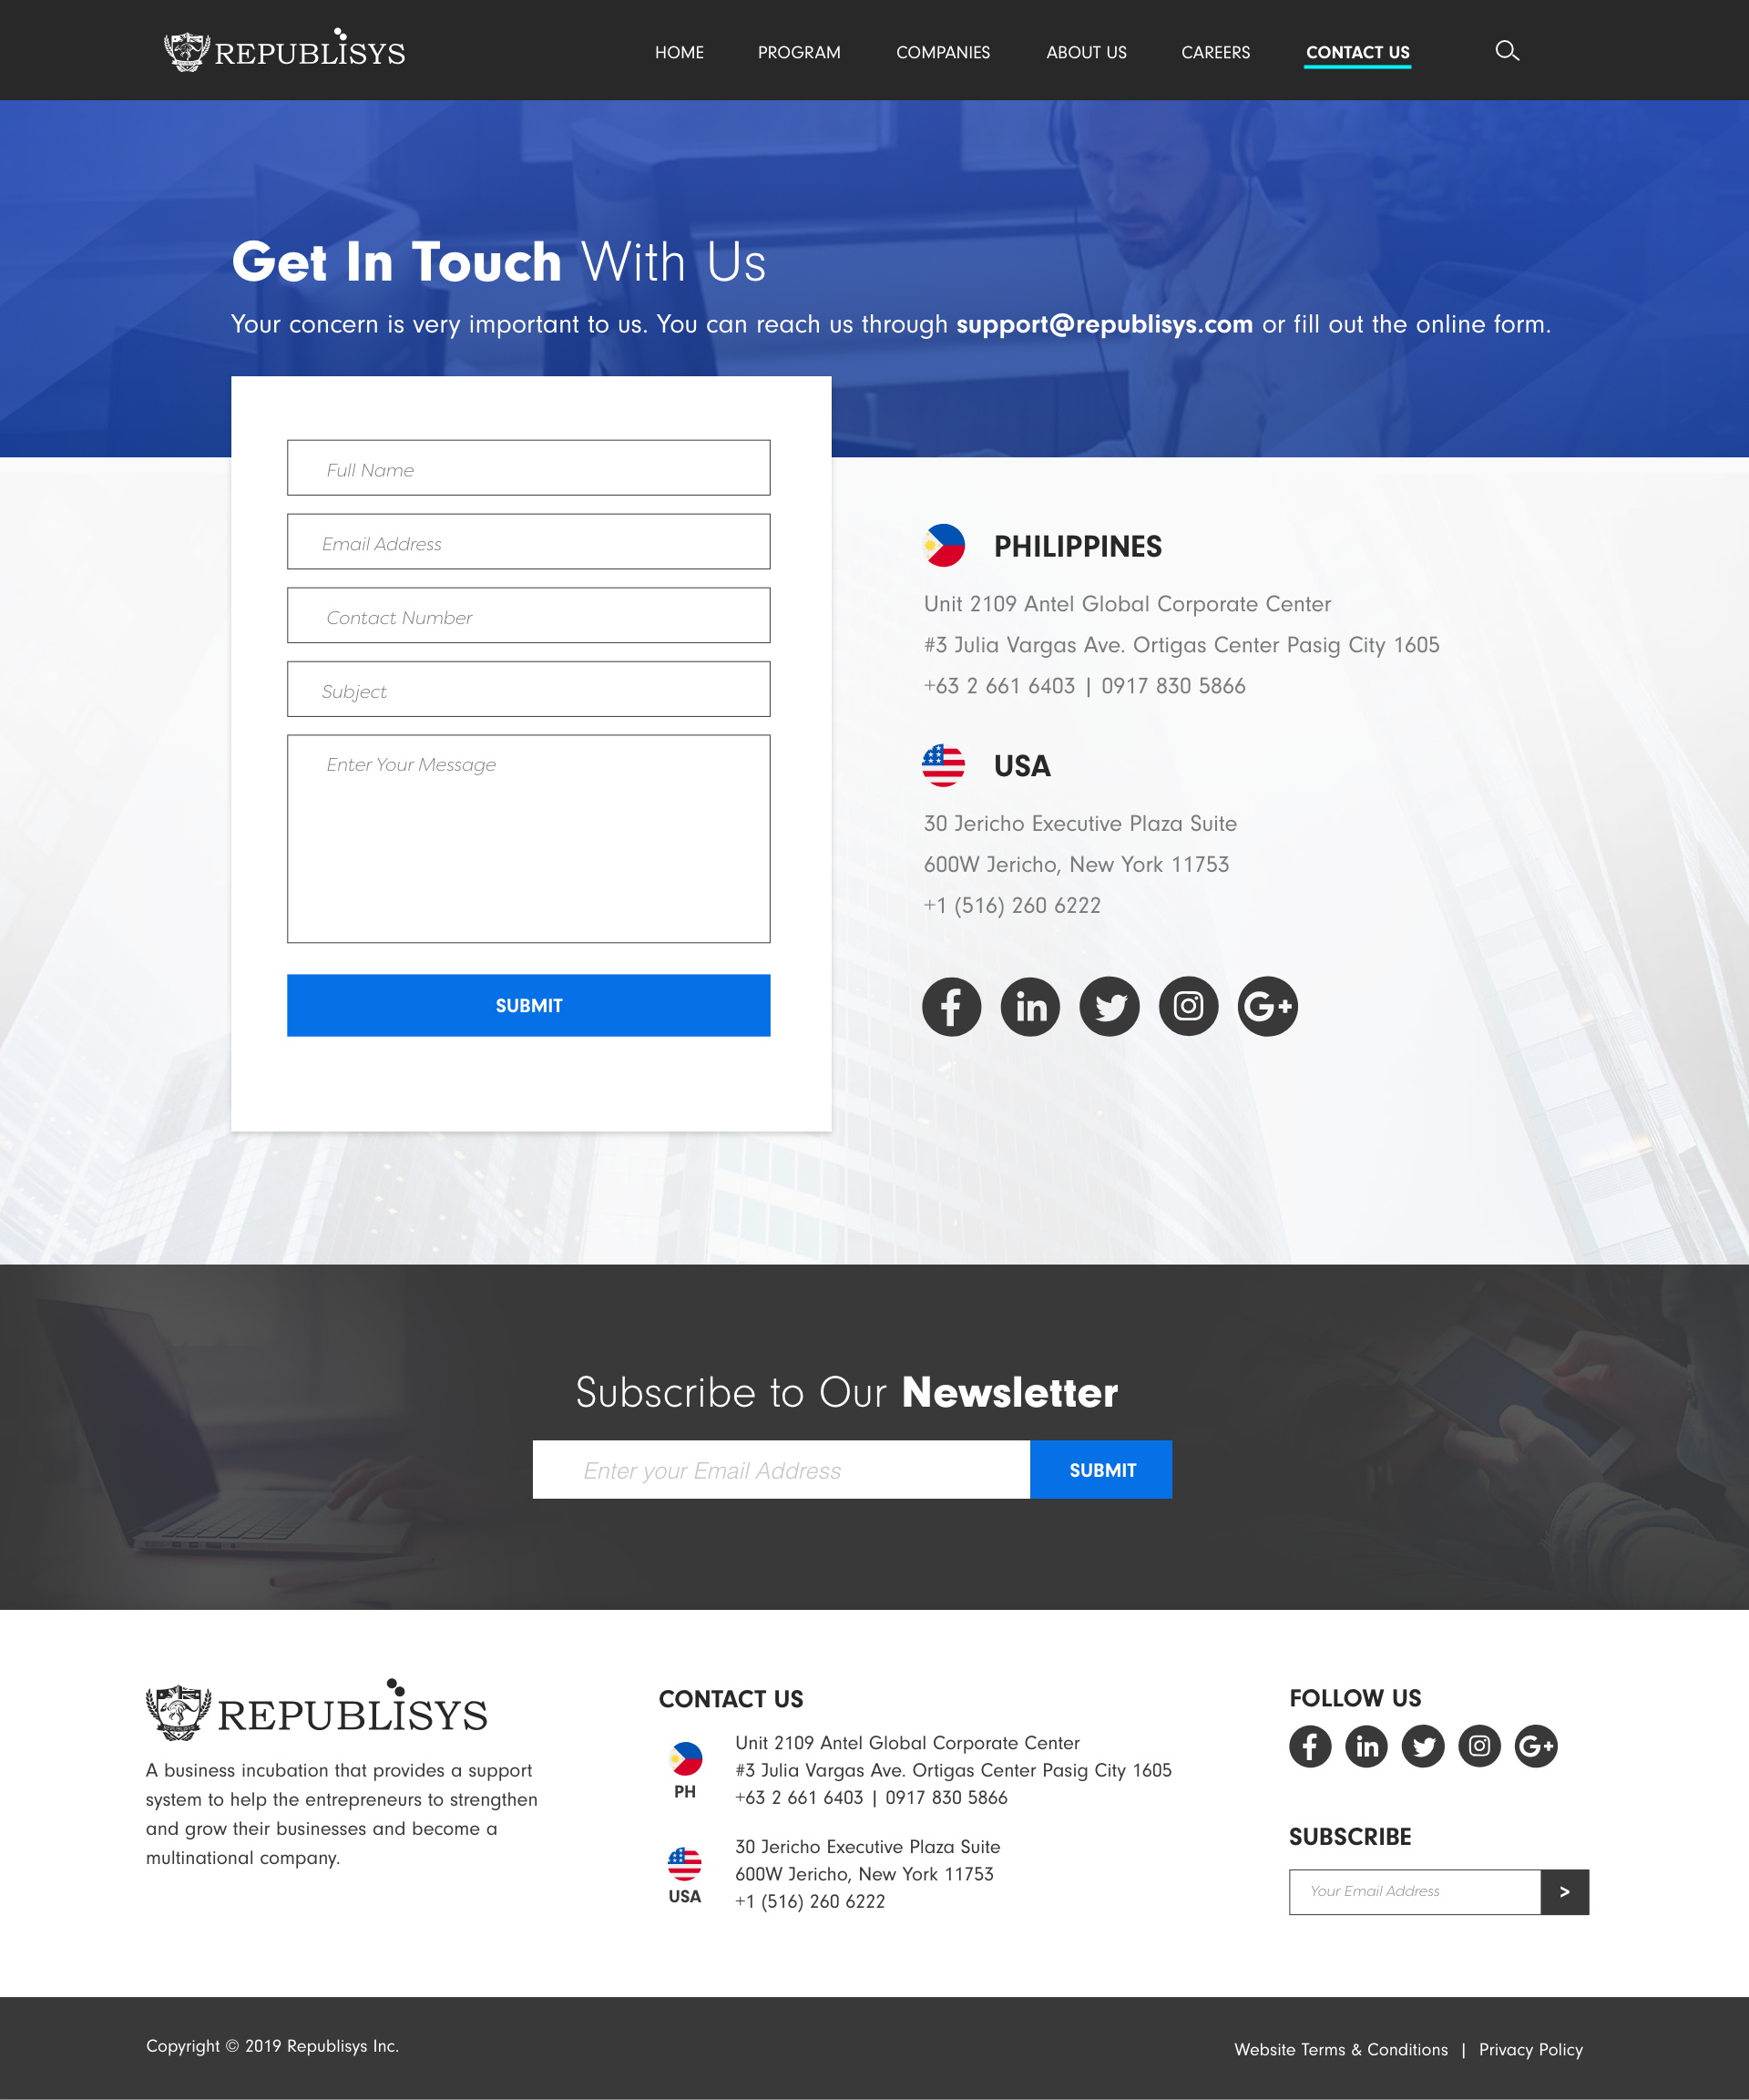 REPUBLISYS
HOME PROGRAM COMPANIES ABOUT US CAREERS CONTACT US
Get In Touch With Us
Your concern is very important to us. You can reach us through support@republisys.com or fill out the online form.
Full Name
Email Address
Contact Number
Subject
Enter Your Message
SUBMIT
PHILIPPINES
Unit 2109 Antel Global Corporate Center
#3 Julia Vargas Ave. Ortigas Center Pasig City 1605
+63 2 661 6403 | 0917 830 5866
USA
30 Jericho Executive Plaza Suite
600W Jericho, New York 11753
+1 (516) 260 6222
Subscribe to Our Newsletter
Enter your Email Address
SUBMIT
REPUBLISYS
A business incubation that provides a support
system to help the entrepreneurs to strengthen
and grow their businesses and become a
multinational company.
CONTACT US
PH
Unit 2109 Antel Global Corporate Center
#3 Julia Vargas Ave. Ortigas Center Pasig City 1605
+63 2 661 6403 | 0917 830 5866
USA
30 Jericho Executive Plaza Suite
600W Jericho, New York 11753
+1 (516) 260 6222
FOLLOW US
SUBSCRIBE
Your Email Address
>
Copyright © 2019 Republisys Inc.
Website Terms & Conditions | Privacy Policy